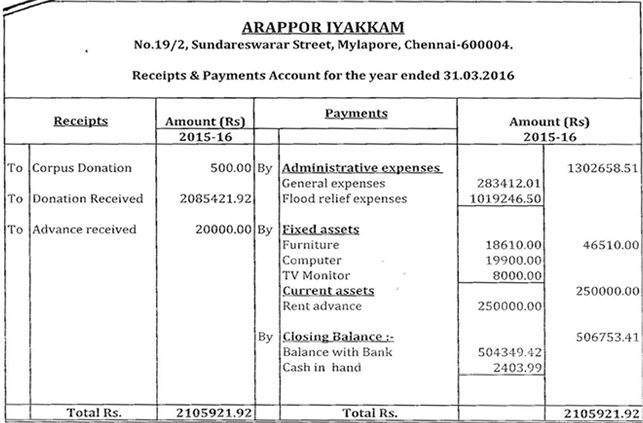 ARAPPOR IYAKKAM
No.19/2, Sundareswarar Street, Mylapore, Chennai-600004.
Receipts & Payments Account for the year ended 31.03.2016
Receipts Amount (Rs) Payments Amount (Rs)
2015-16 2015-16
To Corpus Donation 500.00 By Administrative expenses 1302658.51
General expenses 283412.01
To Donation Received 2085421.92 Flood relief expenses 1019246.50
To Advance received 20000.00 By Fixed assets
Furniture 18610.00 46510.00
Computer 19900.00
TV Monitor 8000.00
Current assets 250000.00
Rent advance 250000.00
By Closing Balance :- 506753.41
Balance with Bank 504349.42
Cash in hand 2403.99
Total Rs. 2105921.92 Total Rs. 2105921.92